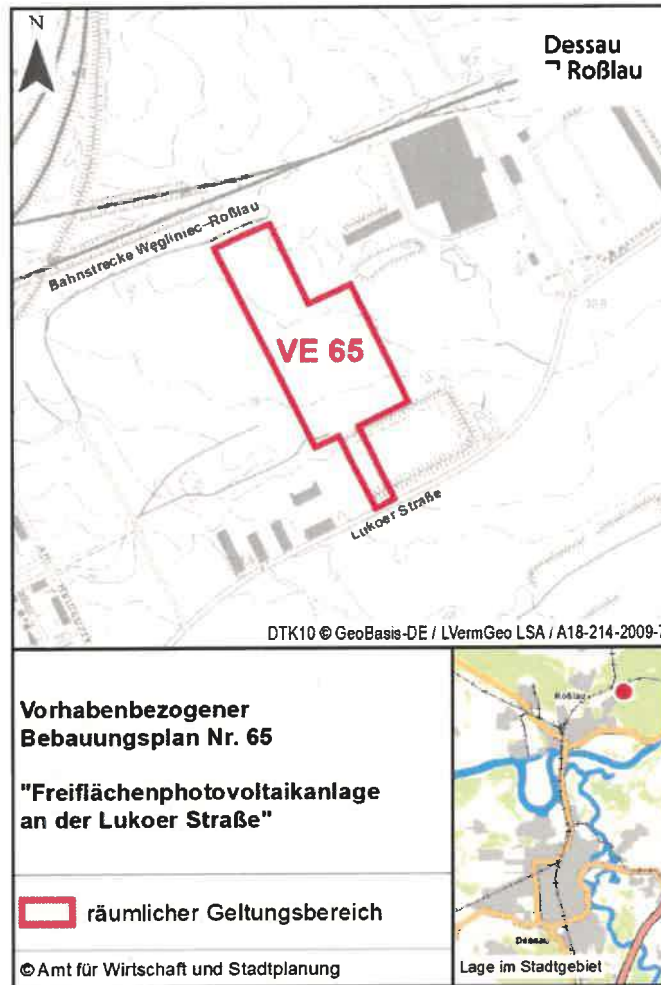 N
Dessau
Roßlau
Bahnstrecke Węgliniec–Roßlau
VE 65
Lukoer Straße
DTK10 © GeoBasis-DE / LVermGeo LSA / A18-214-2009-7
Vorhabenbezogener
Bebauungsplan Nr. 65
"Freiflächenphotovoltaikanlage
an der Lukoer Straße"
räumlicher Geltungsbereich
© Amt für Wirtschaft und Stadtplanung
Roßlau
Dessau
Lage im Stadtgebiet